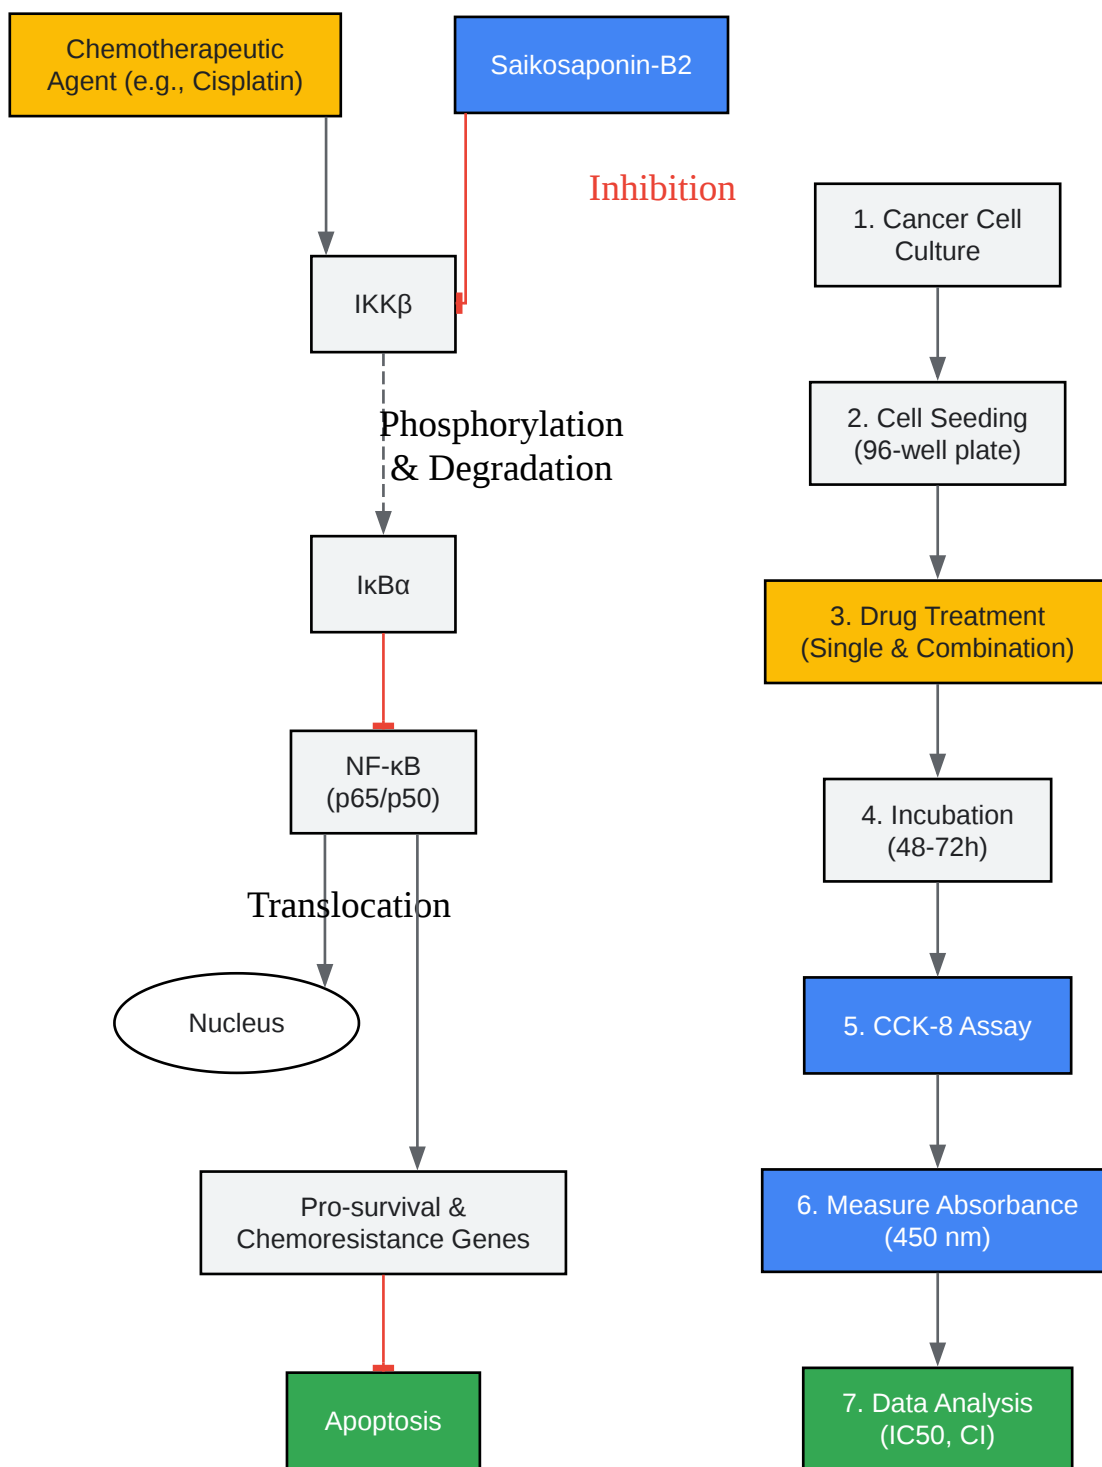 Chemotherapeutic
Agent (e.g., Cisplatin)
Saikosaponin-B2
Inhibition
IKKβ
Phosphorylation
& Degradation
IκBα
NF-κB
(p65/p50)
Translocation
Nucleus
Pro-survival &
Chemoresistance Genes
Apoptosis
1. Cancer Cell
Culture
2. Cell Seeding
(96-well plate)
3. Drug Treatment
(Single & Combination)
4. Incubation
(48-72h)
5. CCK-8 Assay
6. Measure Absorbance
(450 nm)
7. Data Analysis
(IC50, CI)